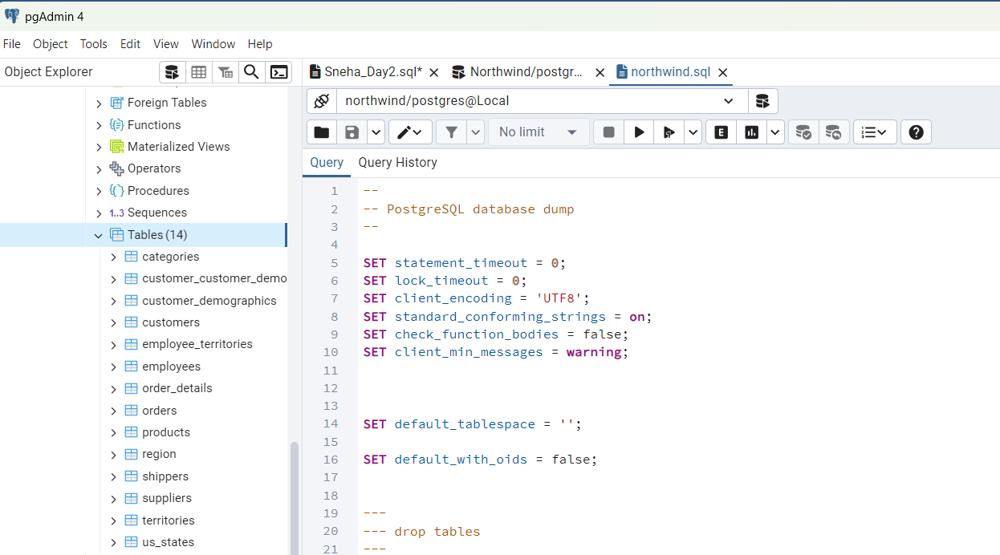 pgAdmin 4
File Object Tools Edit View Window Help
Object Explorer
Sneha_Day2.sql* Northwind/postgr... northwind.sql
northwind/postgres@Local
No limit
E
Query Query History
Foreign Tables
Functions
Materialized Views
Operators
Procedures
1..3 Sequences
Tables (14)
categories
customer_customer_demo
customer_demographics
customers
employee_territories
employees
order_details
orders
products
region
shippers
suppliers
territories
us_states
1 --
2 -- PostgreSQL database dump
3 --
4
5 SET statement_timeout = 0;
6 SET lock_timeout = 0;
7 SET client_encoding = 'UTF8';
8 SET standard_conforming_strings = on;
9 SET check_function_bodies = false;
10 SET client_min_messages = warning;
11
12
13
14 SET default_tablespace = '';
15
16 SET default_with_oids = false;
17
18
19 ---
20 --- drop tables
21 ---